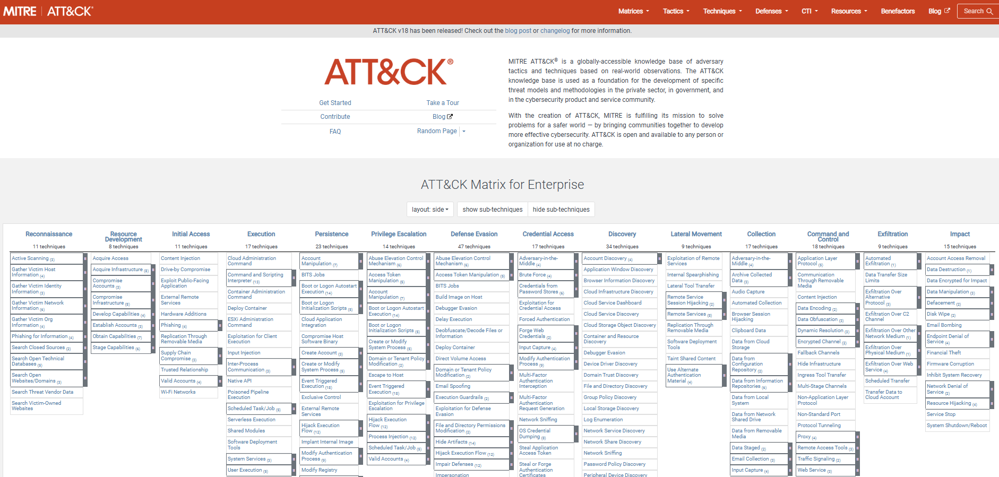 MITRE | ATT&CK®
Matrices
Tactics
Techniques
Defenses
CTI
Resources
Benefactors
Blog
Search
ATT&CK v18 has been released! Check out the blog post or changelog for more information.
ATT&CK®
Get Started
Take a Tour
Contribute
Blog
FAQ
Random Page
MITRE ATT&CK® is a globally-accessible knowledge base of adversary
tactics and techniques based on real-world observations. The ATT&CK
knowledge base is used as a foundation for the development of specific
threat models and methodologies in the private sector, in government, and
in the cybersecurity product and service community.
With the creation of ATT&CK, MITRE is fulfilling its mission to solve
problems for a safer world — by bringing communities together to develop
more effective cybersecurity. ATT&CK is open and available to any person or
organization for use at no charge.
ATT&CK Matrix for Enterprise
layout: side
show sub-techniques
hide sub-techniques
Reconnaissance
11 techniques
Active Scanning (3)
Gather Victim Host
Information (4)
Gather Victim Identity
Information (3)
Gather Victim Network
Information (6)
Gather Victim Org
Information (4)
Phishing for Information (4)
Search Closed Sources (2)
Search Open Technical
Databases (5)
Search Open
Websites/Domains (3)
Search Threat Vendor Data
Search Victim-Owned
Websites
Resource
Development
8 techniques
Acquire Access
Acquire Infrastructure (8)
Compromise
Accounts (3)
Compromise
Infrastructure (8)
Develop Capabilities (4)
Establish Accounts (3)
Obtain Capabilities (7)
Stage Capabilities (6)
Initial Access
11 techniques
Content Injection
Drive-by Compromise
Exploit Public-Facing
Application
External Remote
Services
Hardware Additions
Phishing (4)
Replication Through
Removable Media
Supply Chain
Compromise (3)
Trusted Relationship
Valid Accounts (4)
Wi-Fi Networks
Execution
17 techniques
Cloud Administration
Command
Command and Scripting
Interpreter (13)
Container Administration
Command
Deploy Container
ESXi Administration
Command
Exploitation for Client
Execution
Input Injection
Inter-Process
Communication (3)
Native API
Poisoned Pipeline
Execution
Scheduled Task/Job (5)
Serverless Execution
Shared Modules
Software Deployment
Tools
System Services (3)
User Execution (5)
Persistence
23 techniques
Account
Manipulation (7)
BITS Jobs
Boot or Logon Autostart
Execution (14)
Boot or Logon
Initialization Scripts (5)
Cloud Application
Integration
Compromise Host
Software Binary
Create Account (3)
Create or Modify
System Process (5)
Event Triggered
Execution (18)
Exclusive Control
External Remote
Services
Hijack Execution
Flow (12)
Implant Internal Image
Modify Authentication
Process (9)
Modify Registry
Privilege Escalation
14 techniques
Abuse Elevation Control
Mechanism (6)
Access Token
Manipulation (5)
Account
Manipulation (7)
Boot or Logon Autostart
Execution (14)
Boot or Logon
Initialization Scripts (5)
Create or Modify
System Process (5)
Domain or Tenant Policy
Modification (2)
Escape to Host
Event Triggered
Execution (18)
Exploitation for Privilege
Escalation
Hijack Execution
Flow (12)
Process Injection (12)
Scheduled Task/Job (5)
Valid Accounts (4)
Defense Evasion
47 techniques
Abuse Elevation Control
Mechanism (6)
Access Token Manipulation (5)
BITS Jobs
Build Image on Host
Debugger Evasion
Delay Execution
Deobfuscate/Decode Files or
Information
Deploy Container
Direct Volume Access
Domain or Tenant Policy
Modification (2)
Email Spoofing
Execution Guardrails (2)
Exploitation for Defense
Evasion
File and Directory Permissions
Modification (2)
Hide Artifacts (14)
Hijack Execution Flow (12)
Impair Defenses (12)
Impersonation
Credential Access
17 techniques
Adversary-in-the-
Middle (4)
Brute Force (4)
Credentials from
Password Stores (6)
Exploitation for
Credential Access
Forced Authentication
Forge Web
Credentials (2)
Input Capture (4)
Modify Authentication
Process (9)
Multi-Factor
Authentication
Interception
Multi-Factor
Authentication
Request Generation
Network Sniffing
OS Credential
Dumping (8)
Steal Application
Access Token
Steal or Forge
Authentication
Certificates
Discovery
34 techniques
Account Discovery (4)
Application Window Discovery
Browser Information Discovery
Cloud Infrastructure Discovery
Cloud Service Dashboard
Cloud Service Discovery
Cloud Storage Object Discovery
Container and Resource
Discovery
Debugger Evasion
Device Driver Discovery
Domain Trust Discovery
File and Directory Discovery
Group Policy Discovery
Local Storage Discovery
Log Enumeration
Network Service Discovery
Network Share Discovery
Network Sniffing
Password Policy Discovery
Peripheral Device Discovery
Lateral Movement
9 techniques
Exploitation of Remote
Services
Internal Spearphishing
Lateral Tool Transfer
Remote Service
Session Hijacking (2)
Remote Services (8)
Replication Through
Removable Media
Software Deployment
Tools
Taint Shared Content
Use Alternate
Authentication
Material (4)
Collection
17 techniques
Adversary-in-the-
Middle (4)
Archive Collected
Data (3)
Audio Capture
Automated Collection
Browser Session
Hijacking
Clipboard Data
Data from Cloud
Storage
Data from
Configuration
Repository (2)
Data from Information
Repositories (6)
Data from Local
System
Data from Network
Shared Drive
Data from Removable
Media
Data Staged (2)
Email Collection (3)
Input Capture (4)
Command and
Control
18 techniques
Application Layer
Protocol (5)
Communication
Through Removable
Media
Content Injection
Data Encoding (2)
Data Obfuscation (3)
Dynamic Resolution (3)
Encrypted Channel (2)
Fallback Channels
Hide Infrastructure
Ingress Tool Transfer
Multi-Stage Channels
Non-Application Layer
Protocol
Non-Standard Port
Protocol Tunneling
Proxy (4)
Remote Access Tools (3)
Traffic Signaling (2)
Web Service (3)
Exfiltration
9 techniques
Automated
Exfiltration (1)
Data Transfer Size
Limits
Exfiltration Over
Alternative
Protocol (3)
Exfiltration Over C2
Channel
Exfiltration Over Other
Network Medium (1)
Exfiltration Over
Physical Medium (1)
Exfiltration Over Web
Service (4)
Scheduled Transfer
Transfer Data to
Cloud Account
Impact
15 techniques
Account Access Removal
Data Destruction (1)
Data Encrypted for Impact
Data Manipulation (3)
Defacement (2)
Disk Wipe (2)
Email Bombing
Endpoint Denial of
Service (4)
Financial Theft
Firmware Corruption
Inhibit System Recovery
Network Denial of
Service (2)
Resource Hijacking (4)
Service Stop
System Shutdown/Reboot